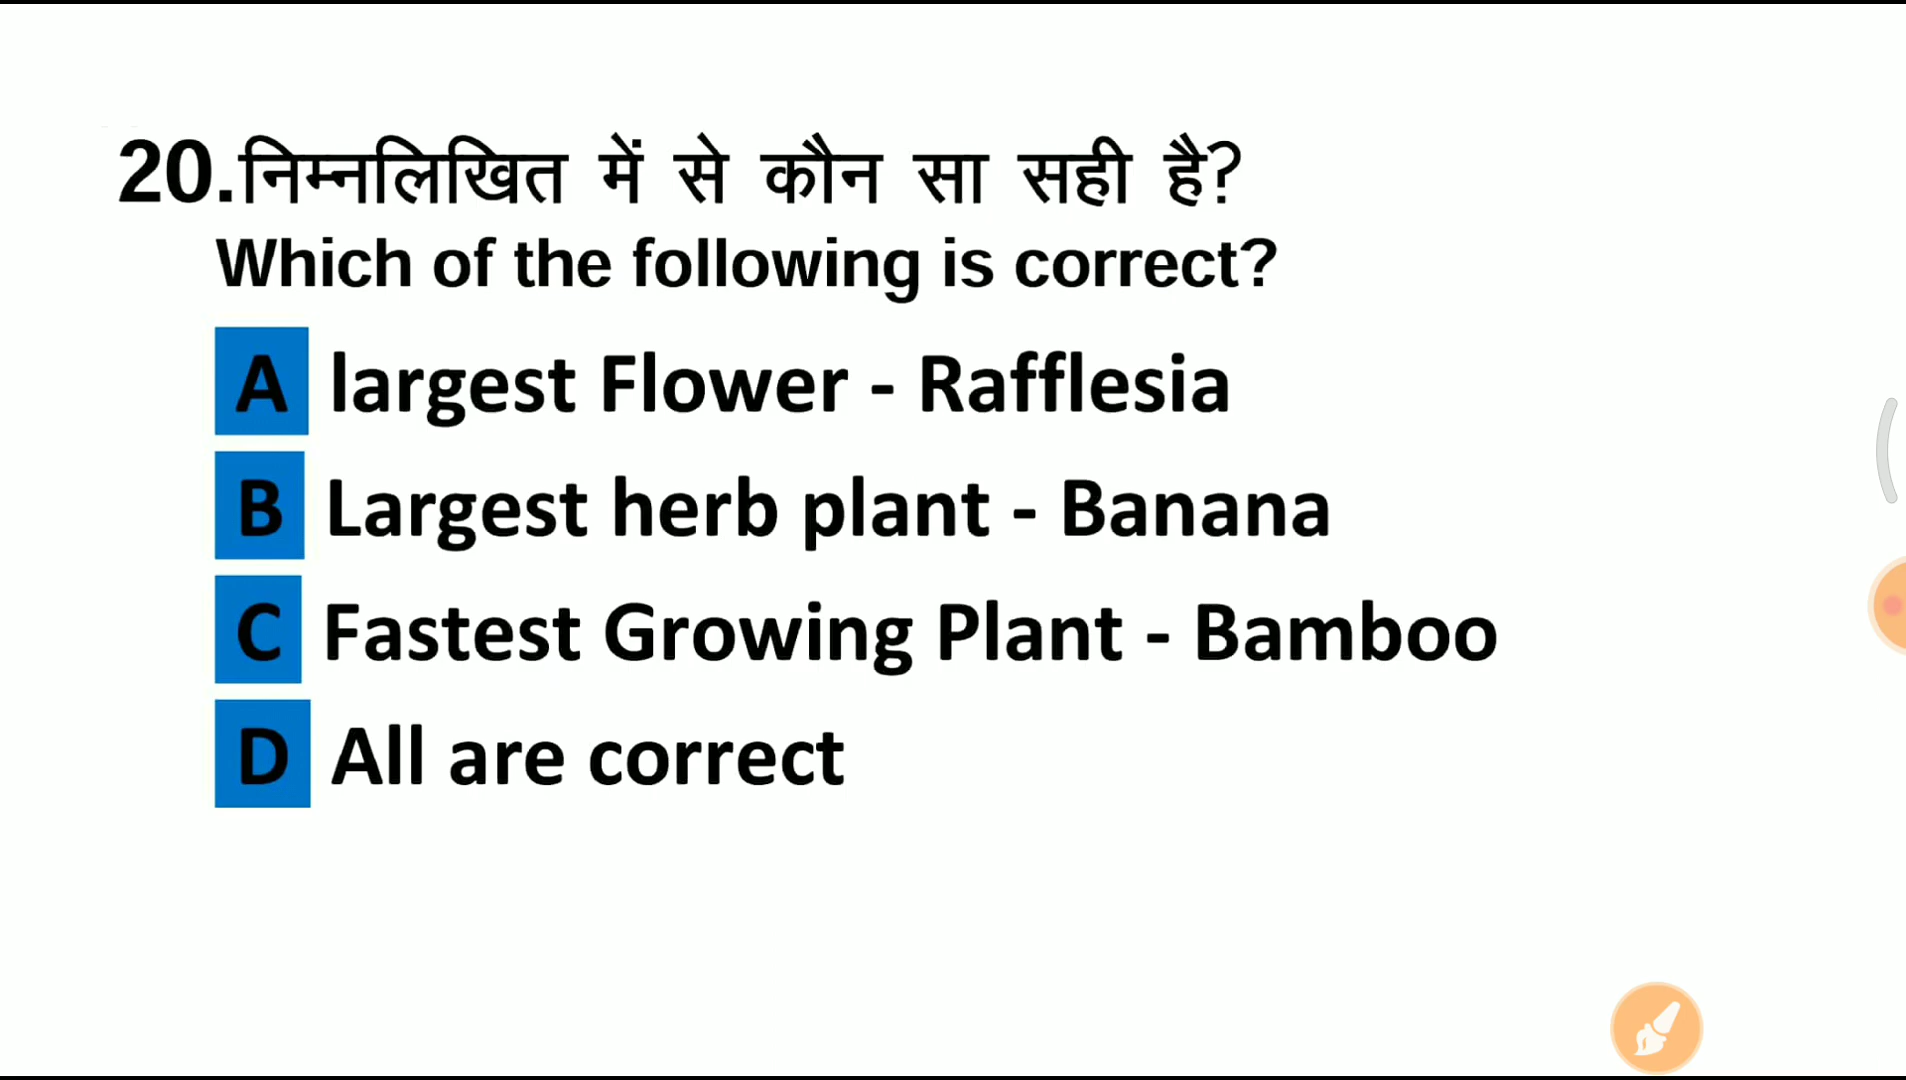 20.निम्नलिखित में से कौन सा सही है?
Which of the following is correct?
A largest Flower - Rafflesia
B Largest herb plant - Banana
C Fastest Growing Plant - Bamboo
D All are correct